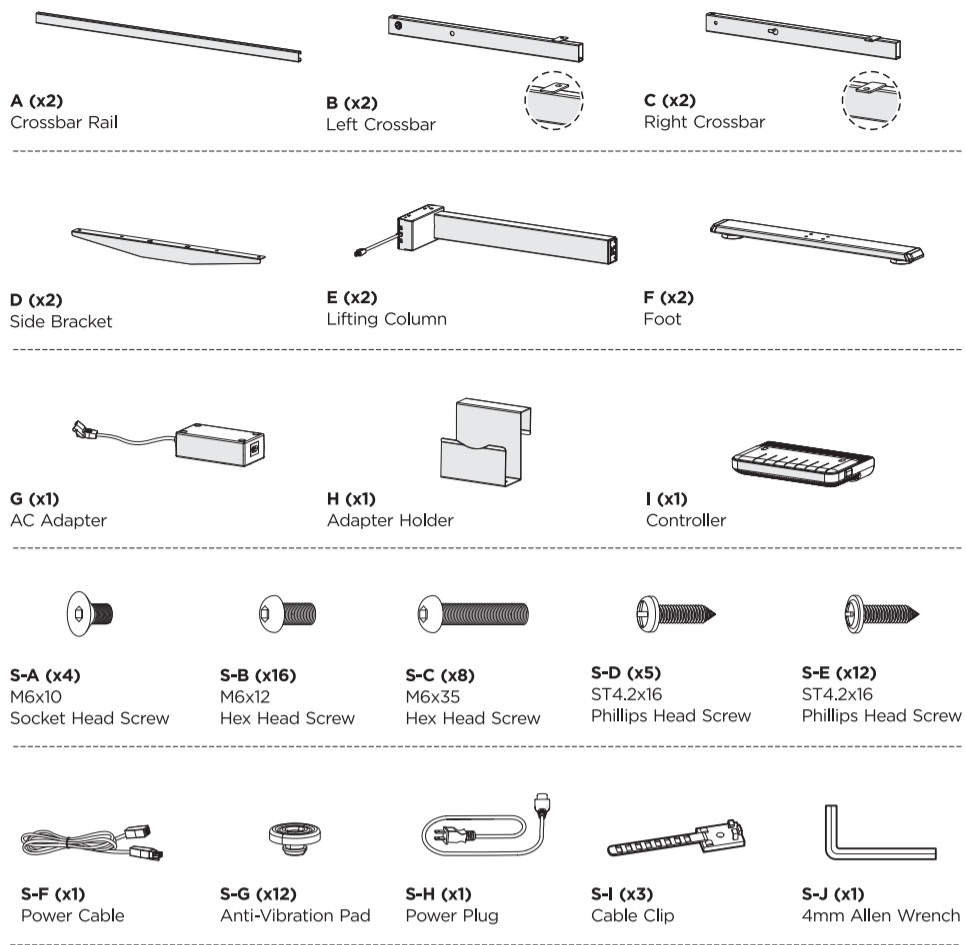 A (x2)
Crossbar Rail
B (x2)
Left Crossbar
C (x2)
Right Crossbar
D (x2)
Side Bracket
E (x2)
Lifting Column
F (x2)
Foot
G (x1)
AC Adapter
H (x1)
Adapter Holder
I (x1)
Controller
S-A (x4)
M6x10
Socket Head Screw
S-B (x16)
M6x12
Hex Head Screw
S-C (x8)
M6x35
Hex Head Screw
S-D (x5)
ST4.2x16
Phillips Head Screw
S-E (x12)
ST4.2x16
Phillips Head Screw
S-F (x1)
Power Cable
S-G (x12)
Anti-Vibration Pad
S-H (x1)
Power Plug
S-I (x3)
Cable Clip
S-J (x1)
4mm Allen Wrench